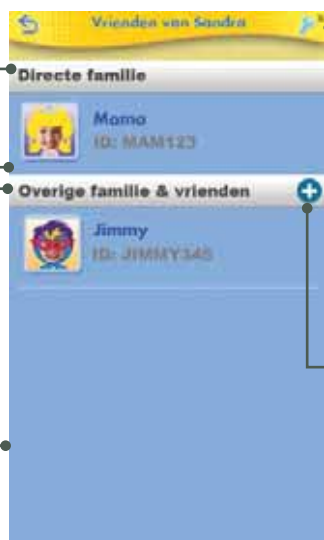 Vrienden van Sandra
Directe familie
Mama
ID: MAM123
Overige familie & vrienden
Jimmy
ID: JIMMY345